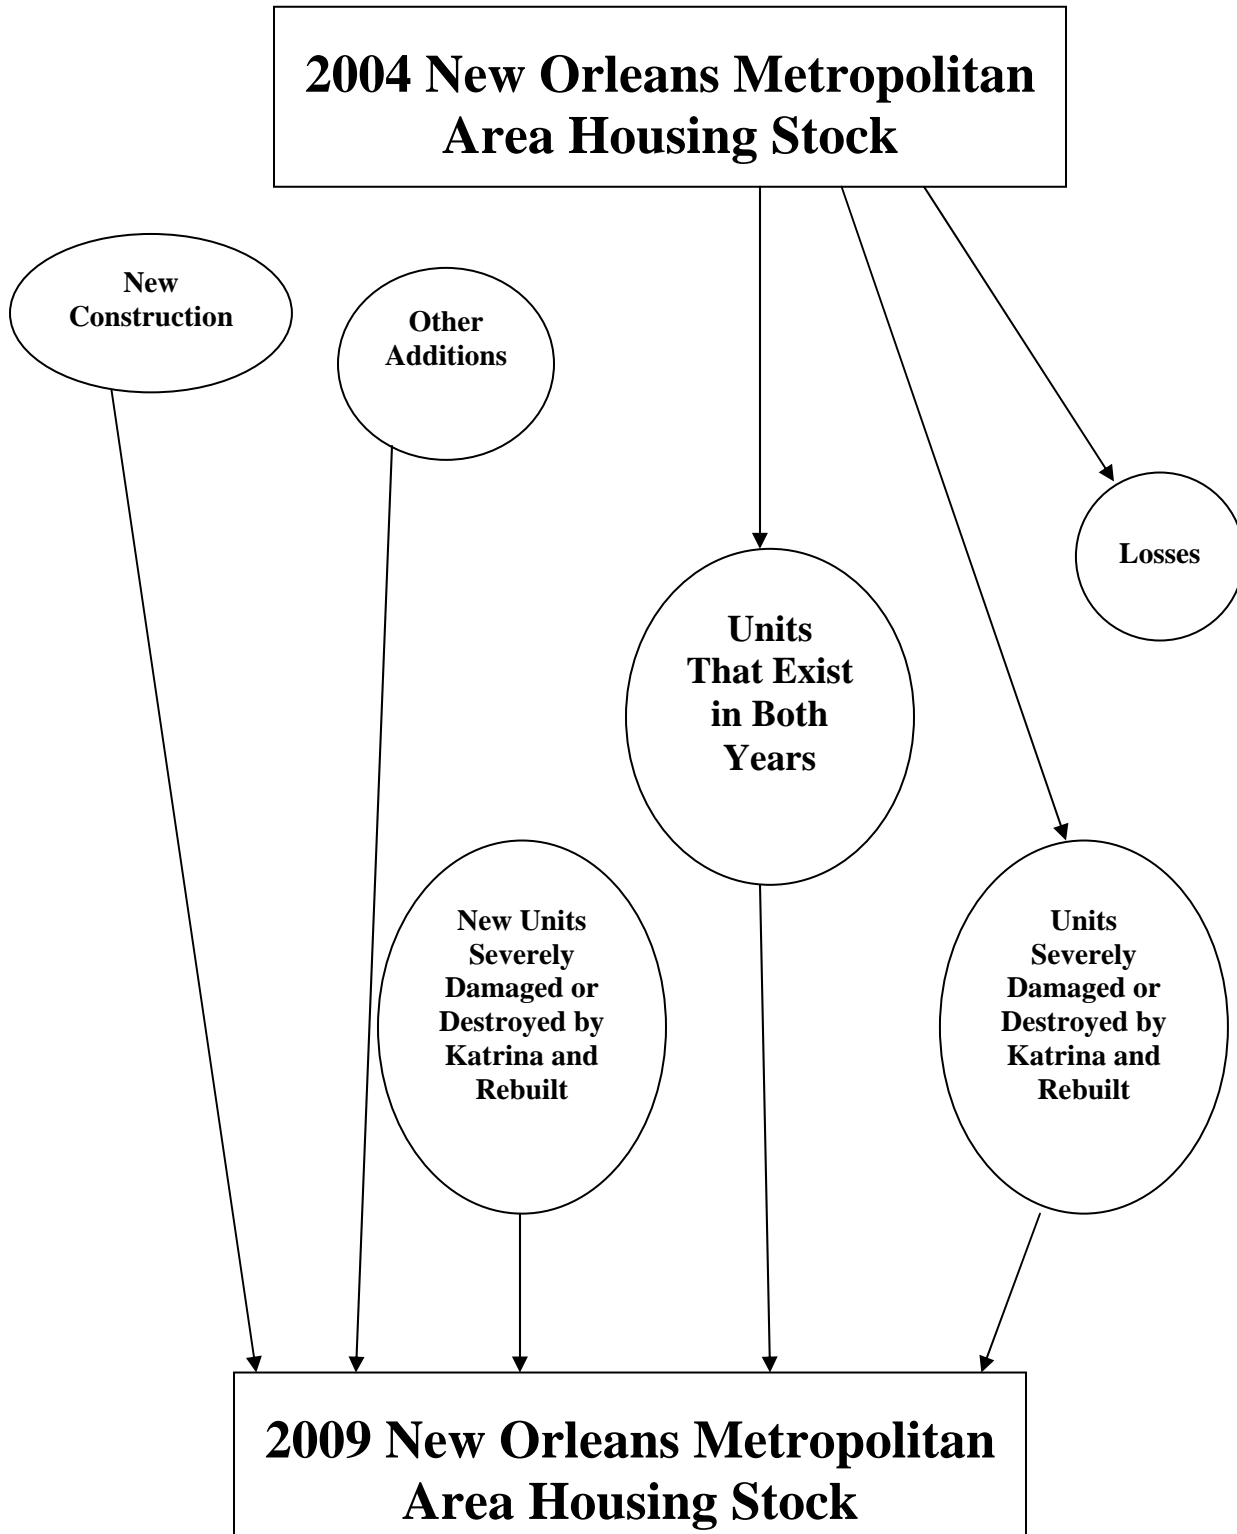 2004 New Orleans Metropolitan
Area Housing Stock
New
Construction
Other
Additions
Losses
Units
That Exist
in Both
Years
New Units
Severely
Damaged or
Destroyed by
Katrina and
Rebuilt
Units
Severely
Damaged or
Destroyed by
Katrina and
Rebuilt
2009 New Orleans Metropolitan
Area Housing Stock